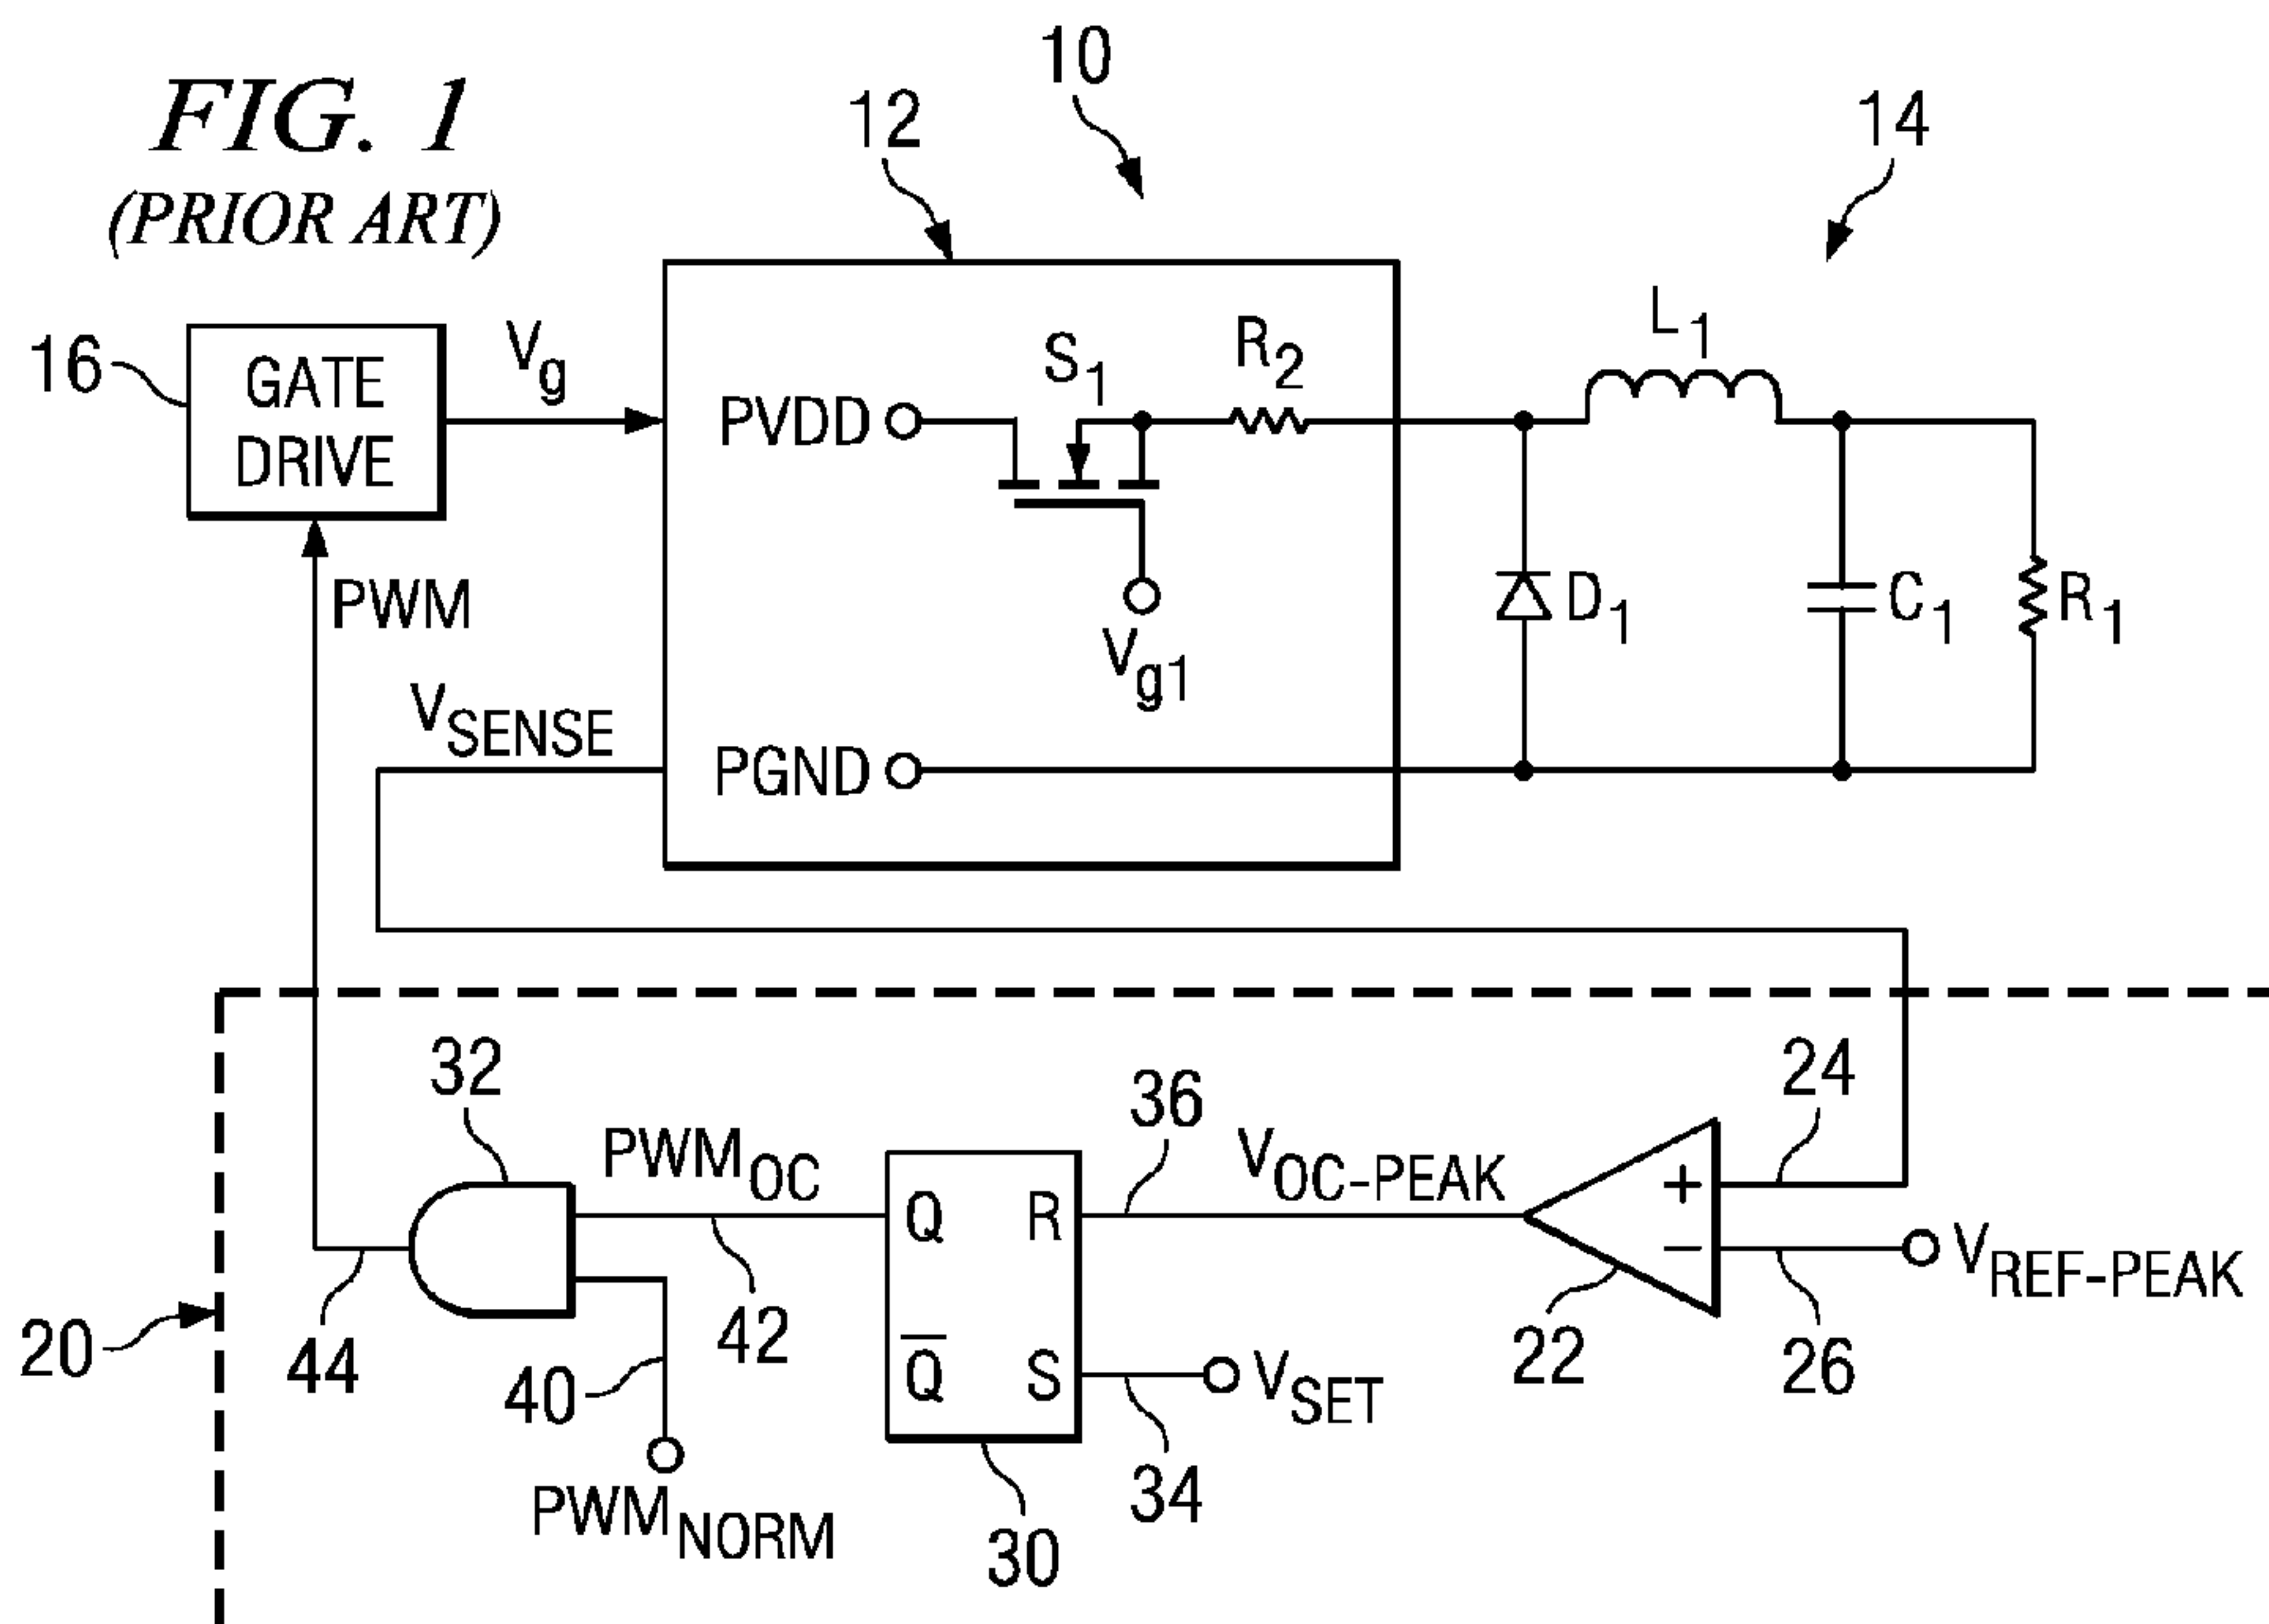 FIG. 1
(PRIOR ART)
10
12
14
16
GATE
DRIVE
Vg
PVDD
S1
R2
L1
PWM
Vg1
D1
C1
R1
VSENSE
PGND
32
36
24
PWMOC
VOC-PEAK
Q
R
+
−
VREF-PEAK
20
44
42
40
Q̅
S
VSET
22
26
34
PWMNORM
30